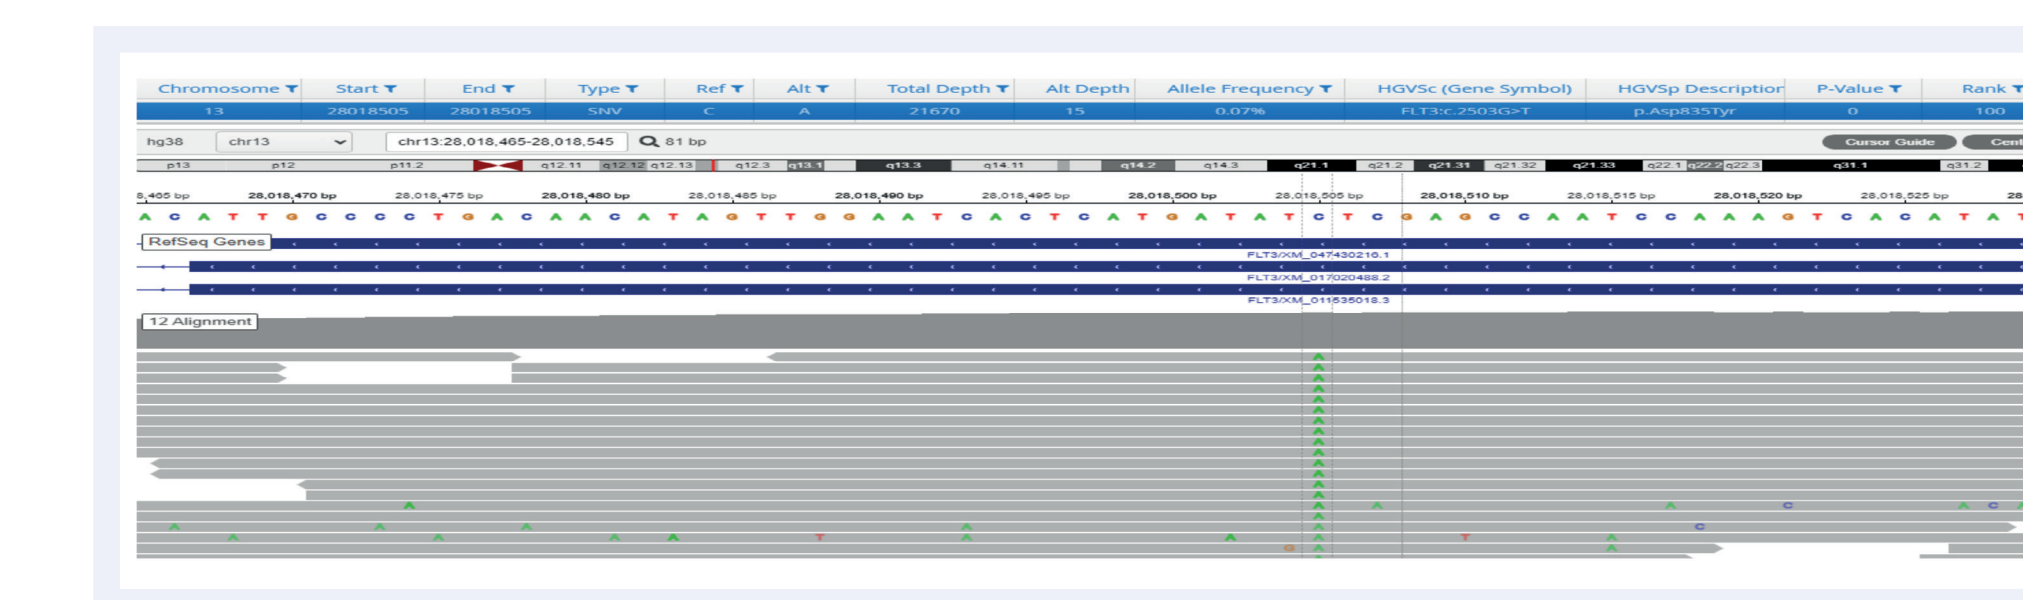 Chromosome Start End Type Ref Alt Total Depth Alt Depth Allele Frequency HGVSc (Gene Symbol) HGVSp Description P-Value Rank
13 28018505 28018505 SNV C A 21670 15 0.07% FLT3:c.2503G>T p.Asp835Tyr 0 100
hg38 chr13 chr13:28,018,465-28,018,545 81 bp Cursor Guide Cent
p13 p12 p11.2 q12.11 q12.12 q12.13 q12.3 q13.1 q13.3 q14.11 q14.2 q14.3 q21.1 q21.2 q21.31 q21.32 q21.33 q22.1 q22.2 q22.3 q31.1 q31.2
8,465 bp 28,018,470 bp 28,018,475 bp 28,018,480 bp 28,018,485 bp 28,018,490 bp 28,018,495 bp 28,018,500 bp 28,018,505 bp 28,018,510 bp 28,018,515 bp 28,018,520 bp 28,018,525 bp 28
A C A T T G C C C C T G A C A A C A T A G T T G G A A T C A C T C A T G A T A T C T C G A G C C A A T C C A A A G T C A C A T A T
RefSeq Genes
FLT3/XM_047430216.1
FLT3/XM_017020488.2
FLT3/XM_011535018.3
12 Alignment
A
A
A
A
A
A
A
A
A
A
A
A
A
A
A A A A C A C A
A
A A A A A C
A A A A T A A T A
G A A